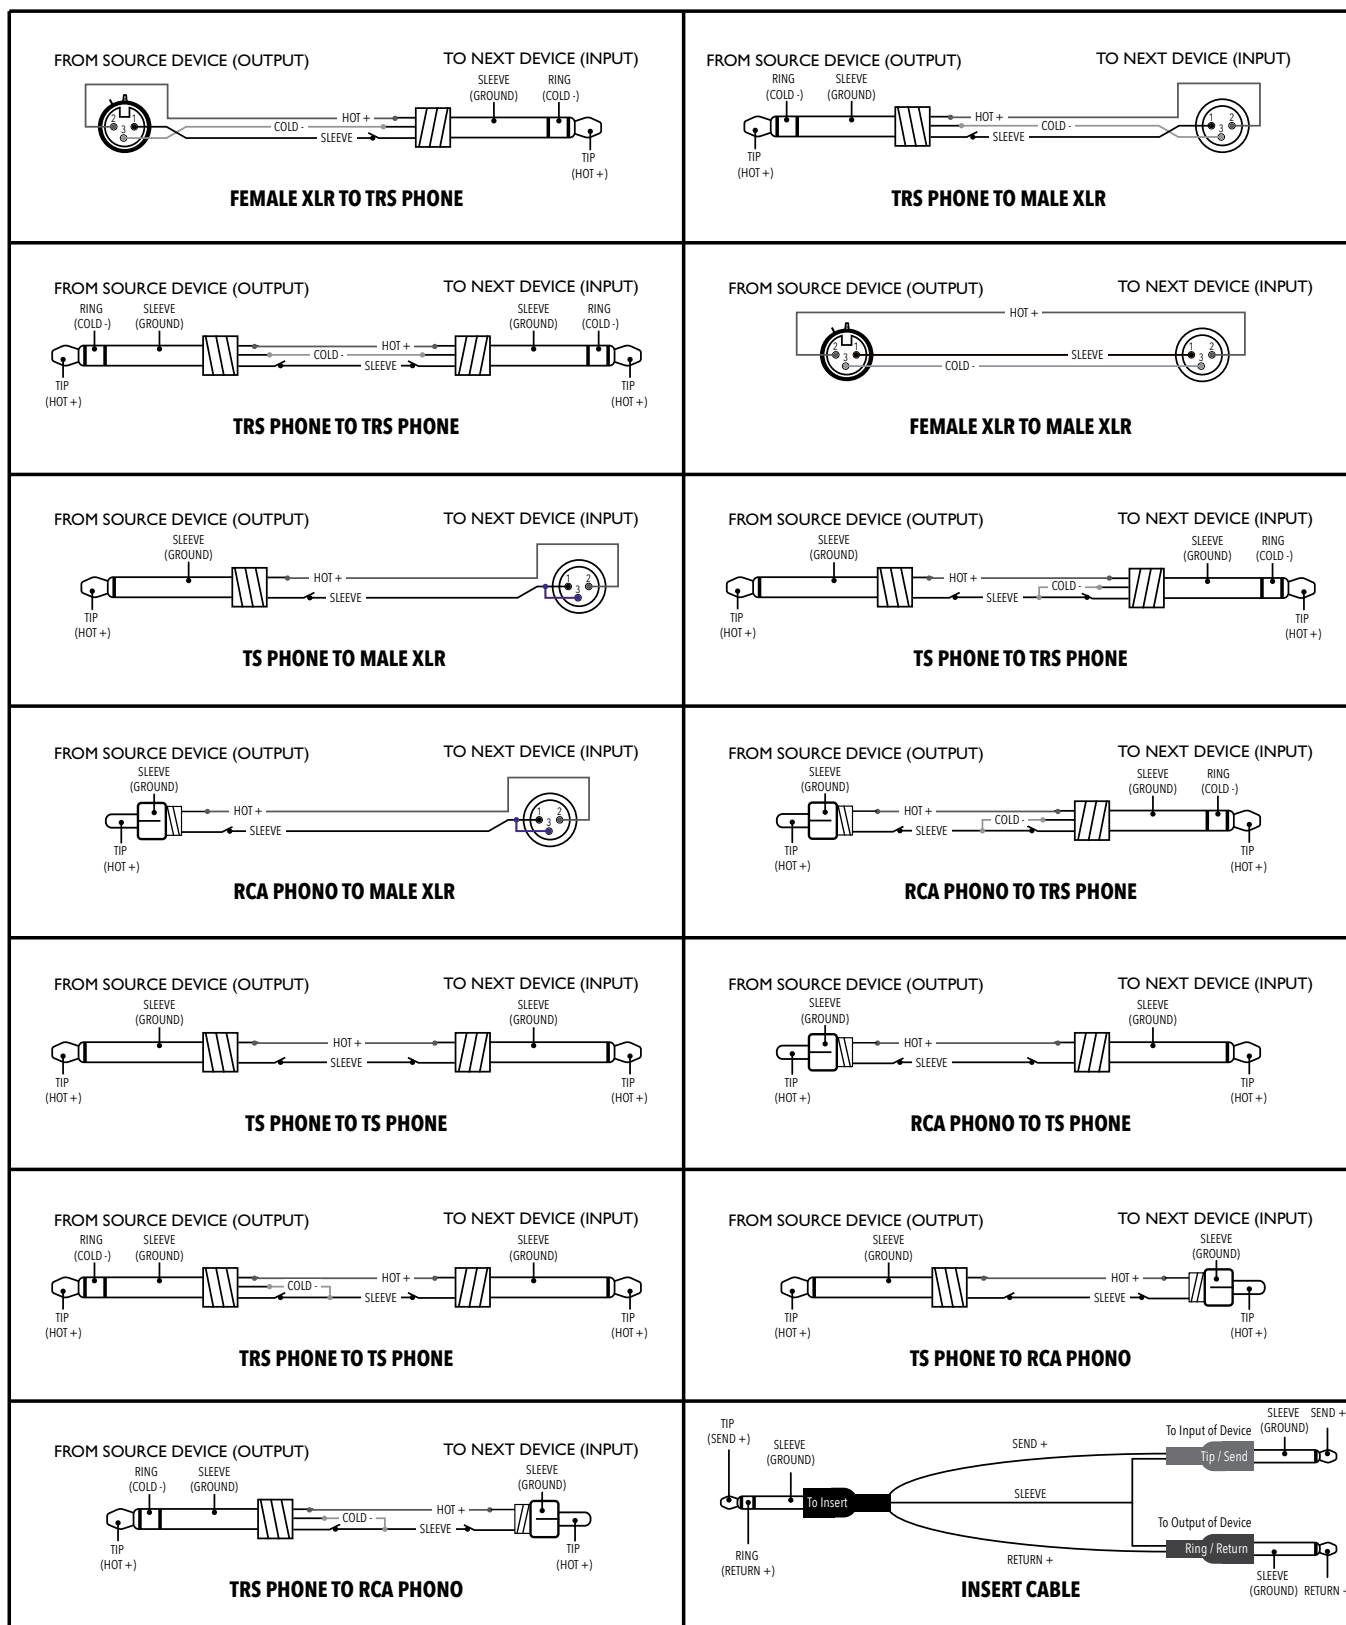 FROM SOURCE DEVICE (OUTPUT)
TO NEXT DEVICE (INPUT)
SLEEVE
(GROUND)
RING
(COLD -)
2
1
3
HOT +
COLD -
SLEEVE
TIP
(HOT +)
FEMALE XLR TO TRS PHONE
FROM SOURCE DEVICE (OUTPUT)
TO NEXT DEVICE (INPUT)
RING
(COLD -)
SLEEVE
(GROUND)
HOT +
COLD -
SLEEVE
1
2
3
TIP
(HOT +)
TRS PHONE TO MALE XLR
FROM SOURCE DEVICE (OUTPUT)
TO NEXT DEVICE (INPUT)
RING
(COLD -)
SLEEVE
(GROUND)
SLEEVE
(GROUND)
RING
(COLD -)
HOT +
COLD -
SLEEVE
TIP
(HOT +)
TIP
(HOT +)
TRS PHONE TO TRS PHONE
FROM SOURCE DEVICE (OUTPUT)
TO NEXT DEVICE (INPUT)
HOT +
2
1
3
SLEEVE
COLD -
1
2
3
FEMALE XLR TO MALE XLR
FROM SOURCE DEVICE (OUTPUT)
TO NEXT DEVICE (INPUT)
SLEEVE
(GROUND)
HOT +
SLEEVE
1
2
3
TIP
(HOT +)
TS PHONE TO MALE XLR
FROM SOURCE DEVICE (OUTPUT)
TO NEXT DEVICE (INPUT)
SLEEVE
(GROUND)
SLEEVE
(GROUND)
RING
(COLD -)
HOT +
COLD -
SLEEVE
TIP
(HOT +)
TIP
(HOT +)
TS PHONE TO TRS PHONE
FROM SOURCE DEVICE (OUTPUT)
TO NEXT DEVICE (INPUT)
SLEEVE
(GROUND)
HOT +
SLEEVE
1
2
3
TIP
(HOT +)
RCA PHONO TO MALE XLR
FROM SOURCE DEVICE (OUTPUT)
TO NEXT DEVICE (INPUT)
SLEEVE
(GROUND)
SLEEVE
(GROUND)
RING
(COLD -)
HOT +
COLD -
SLEEVE
TIP
(HOT +)
TIP
(HOT +)
RCA PHONO TO TRS PHONE
FROM SOURCE DEVICE (OUTPUT)
TO NEXT DEVICE (INPUT)
SLEEVE
(GROUND)
SLEEVE
(GROUND)
HOT +
SLEEVE
TIP
(HOT +)
TIP
(HOT +)
TS PHONE TO TS PHONE
FROM SOURCE DEVICE (OUTPUT)
TO NEXT DEVICE (INPUT)
SLEEVE
(GROUND)
SLEEVE
(GROUND)
HOT +
SLEEVE
TIP
(HOT +)
TIP
(HOT +)
RCA PHONO TO TS PHONE
FROM SOURCE DEVICE (OUTPUT)
TO NEXT DEVICE (INPUT)
RING
(COLD -)
SLEEVE
(GROUND)
SLEEVE
(GROUND)
HOT +
COLD -
SLEEVE
TIP
(HOT +)
TIP
(HOT +)
TRS PHONE TO TS PHONE
FROM SOURCE DEVICE (OUTPUT)
TO NEXT DEVICE (INPUT)
SLEEVE
(GROUND)
SLEEVE
(GROUND)
HOT +
SLEEVE
TIP
(HOT +)
TIP
(HOT +)
TS PHONE TO RCA PHONO
FROM SOURCE DEVICE (OUTPUT)
TO NEXT DEVICE (INPUT)
RING
(COLD -)
SLEEVE
(GROUND)
SLEEVE
(GROUND)
HOT +
COLD -
SLEEVE
TIP
(HOT +)
TIP
(HOT +)
TRS PHONE TO RCA PHONO
TIP
(SEND +)
SLEEVE
(GROUND)
SEND +
To Input of Device
SLEEVE
(GROUND)
SEND +
Tip / Send
To Insert
SLEEVE
To Output of Device
Ring / Return
RING
(RETURN +)
RETURN +
SLEEVE
(GROUND)
RETURN +
INSERT CABLE